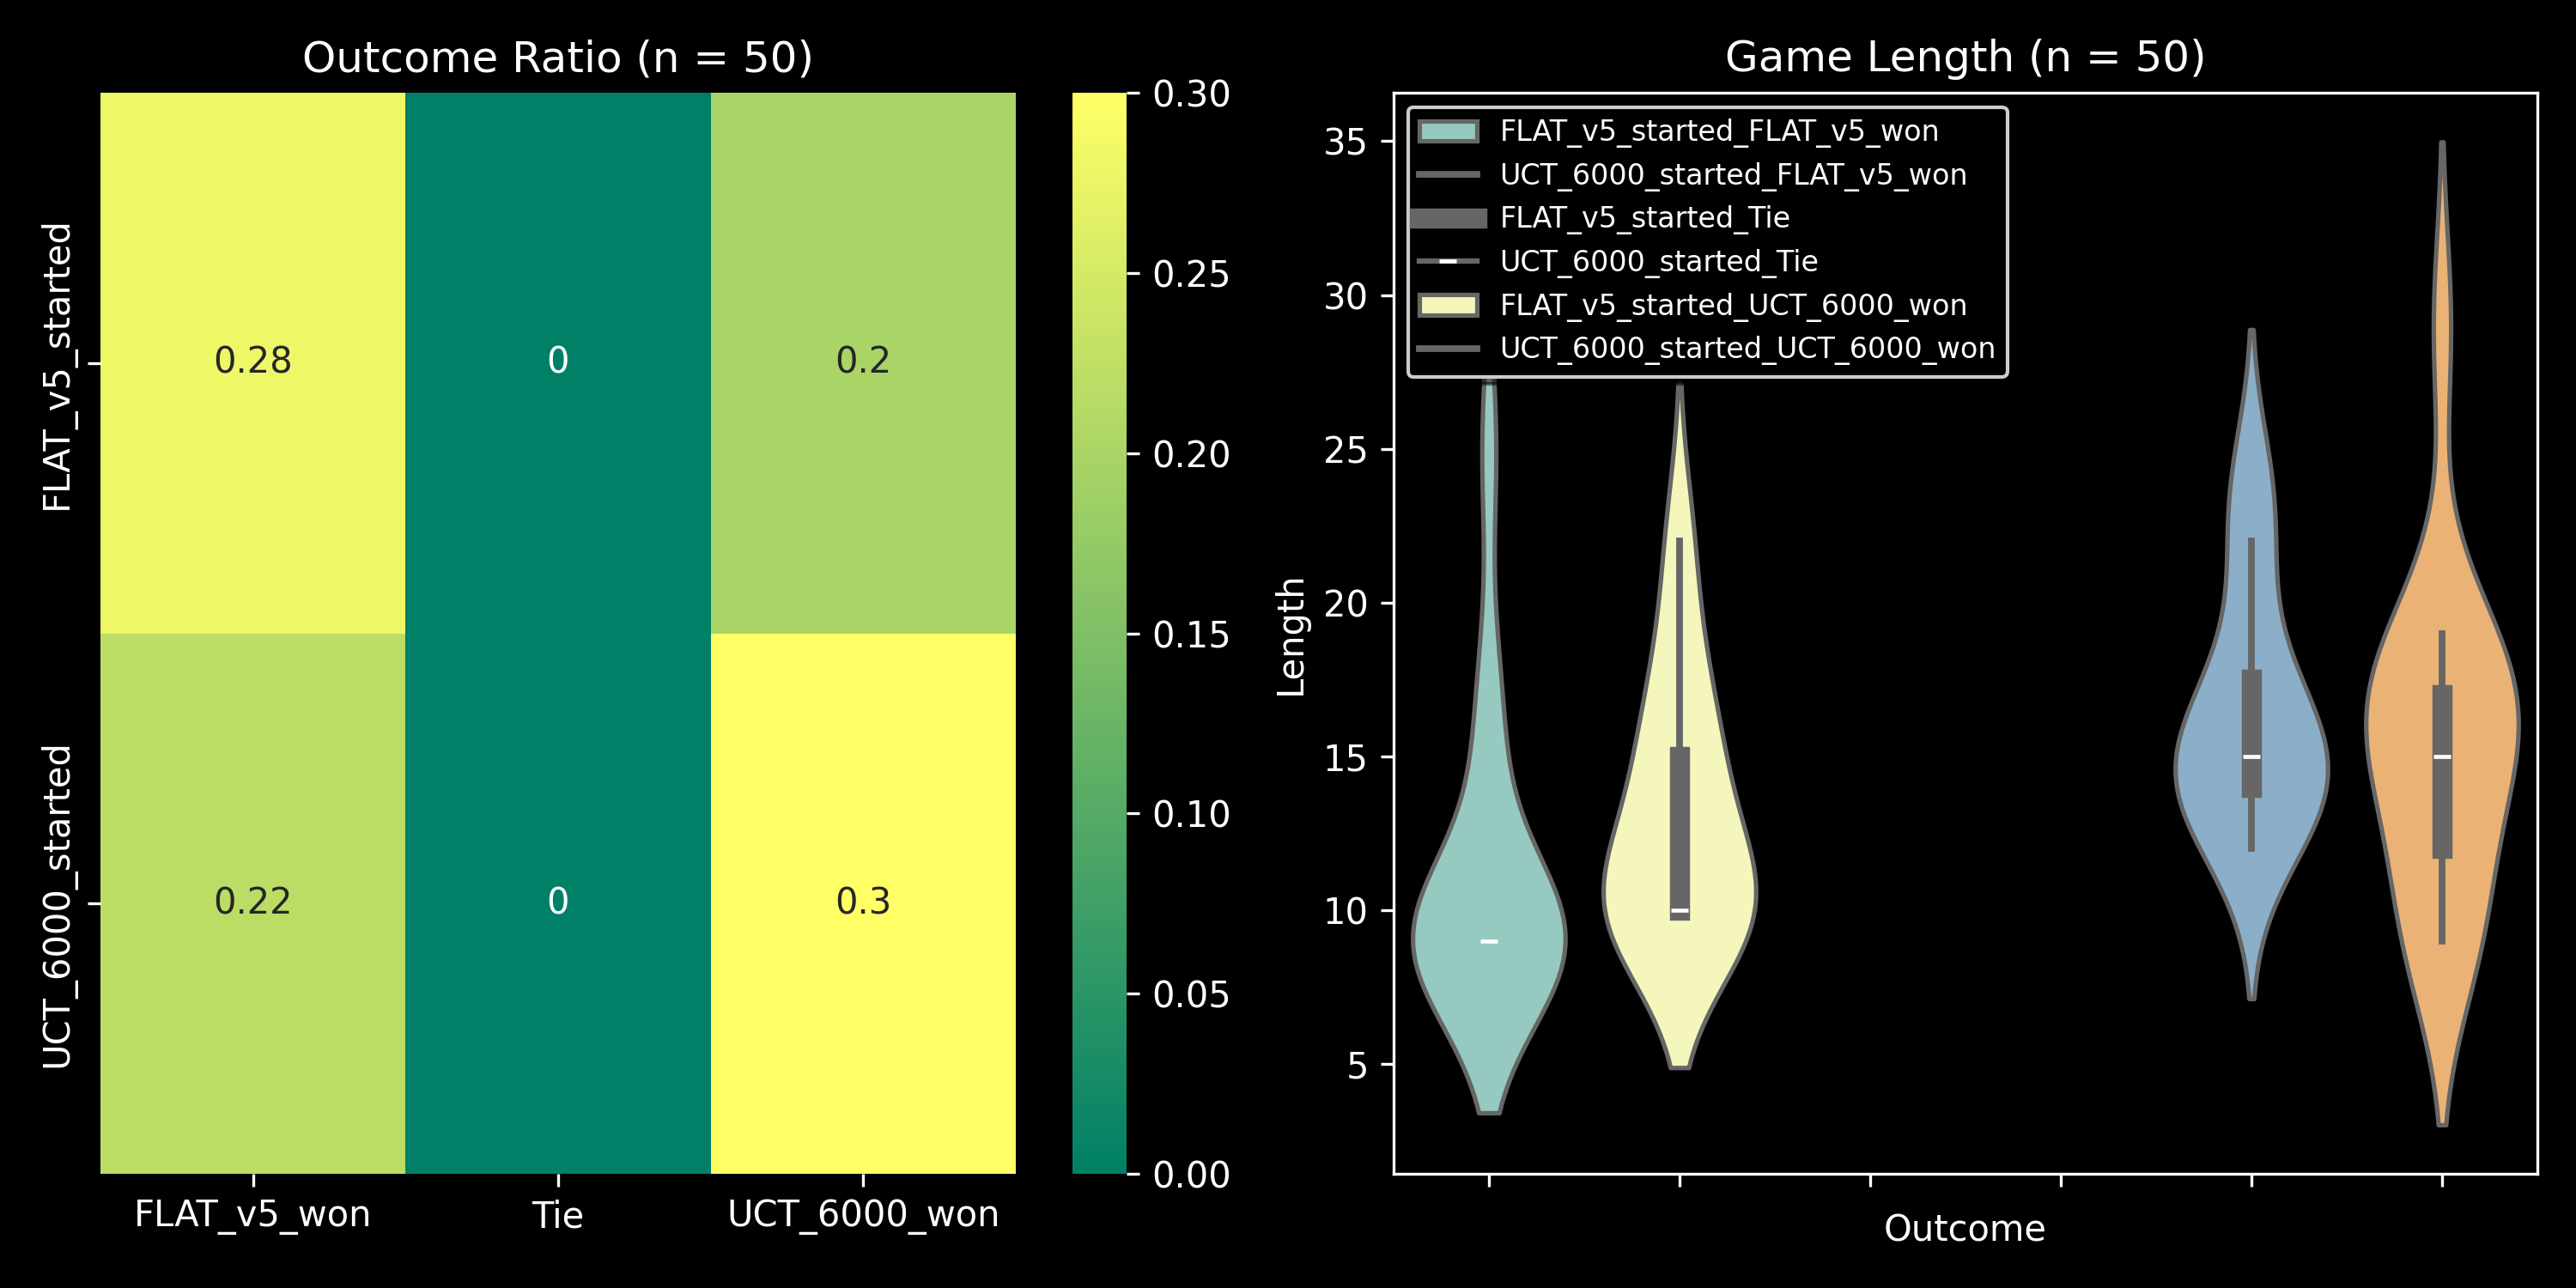 Outcome Ratio (n = 50)
FLAT_v5_started
UCT_6000_started
0.28
0
0.2
0.22
0
0.3
FLAT_v5_won
Tie
UCT_6000_won
0.30
0.25
0.20
0.15
0.10
0.05
0.00
Game Length (n = 50)
Length
35
30
25
20
15
10
5
FLAT_v5_started_FLAT_v5_won
UCT_6000_started_FLAT_v5_won
FLAT_v5_started_Tie
UCT_6000_started_Tie
FLAT_v5_started_UCT_6000_won
UCT_6000_started_UCT_6000_won
Outcome